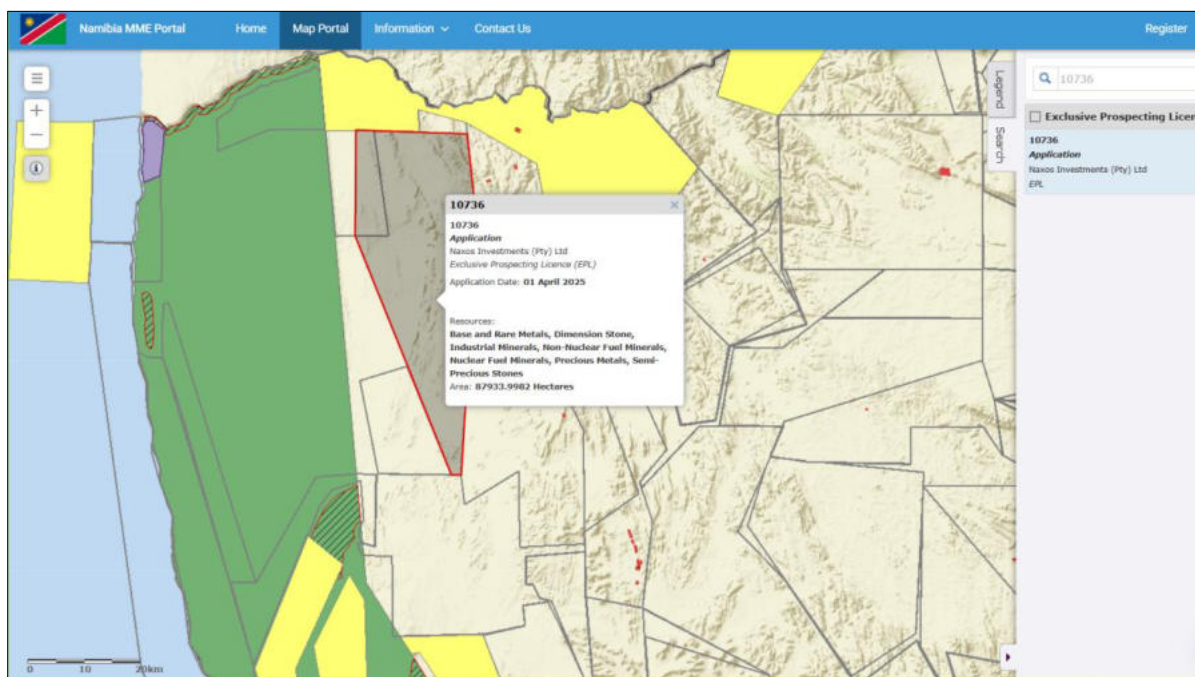 Namibia MME Portal
Home
Map Portal
Information
Contact Us
Register
Legend
Search
10736
Exclusive Prospecting Licen
10736
Application
Naxos Investments (Pty) Ltd
EPL
10736
10736
Application
Naxos Investments (Pty) Ltd
Exclusive Prospecting Licence (EPL)
Application Date: 01 April 2025
Resources:
Base and Rare Metals, Dimension Stone,
Industrial Minerals, Non-Nuclear Fuel Minerals,
Nuclear Fuel Minerals, Precious Metals, Semi-
Precious Stones
Area: 87933.9982 Hectares
0 10 20km